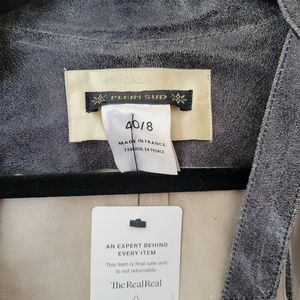 PLEIN SUD
40/8
MADE IN FRANCE
FABRIQUE EN FRANCE
AN EXPERT BEHIND
EVERY ITEM
This item is final sale and
is not returnable.
TheRealReal